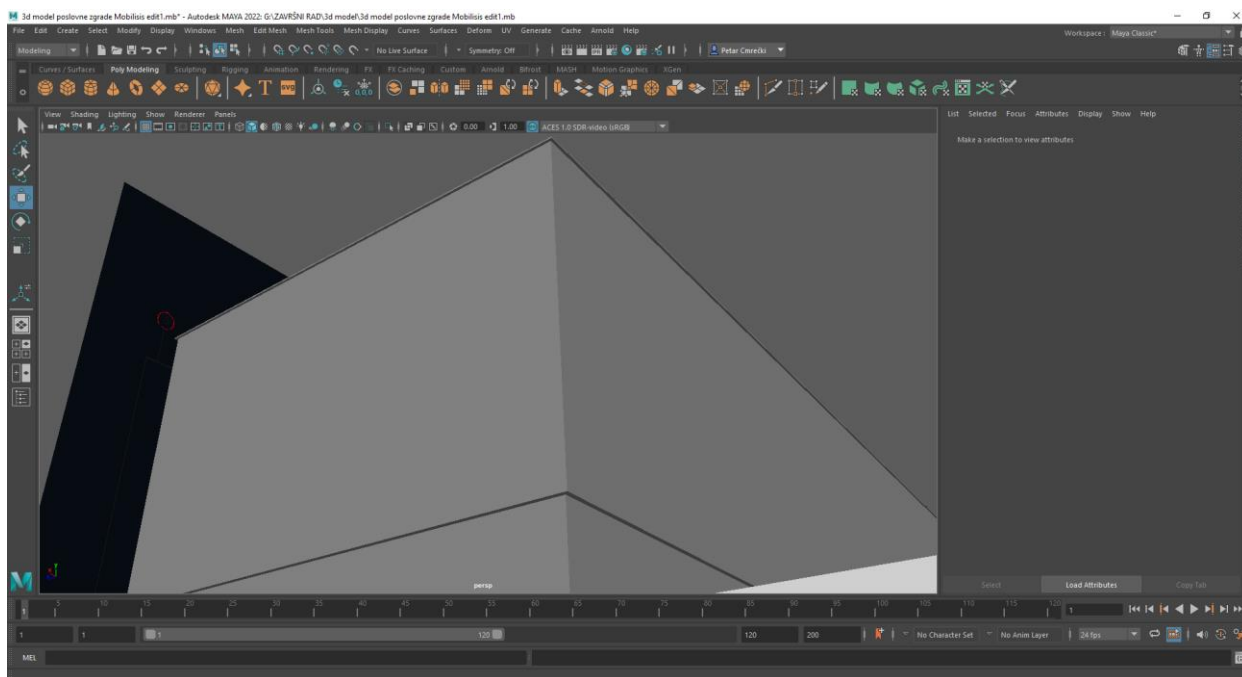 3d model poslovne zgrade Mobilisis edit1.mb* - Autodesk MAYA 2022: G:\ZAVRŠNI RAD\3d model\3d model poslovne zgrade Mobilisis edit1.mb
File Edit Create Select Modify Display Windows Mesh Edit Mesh Mesh Tools Mesh Display Curves Surfaces Deform UV Generate Cache Arnold Help
Workspace : Maya Classic*
Modeling No Live Surface Symmetry: Off Petar Cmrečki
Curves / Surfaces Poly Modeling Sculpting Rigging Animation Rendering FX FX Caching Custom Arnold Bifrost MASH Motion Graphics XGen
T SVG
View Shading Lighting Show Renderer Panels
List Selected Focus Attributes Display Show Help
0.00 1.00 ACES 1.0 SDR-video (sRGB)
Make a selection to view attributes
persp
Select Load Attributes Copy Tab
5 10 15 20 25 30 35 40 45 50 55 60 65 70 75 80 85 90 95 100 105 110 115 120
1 1
1 1 1 120 120 200 No Character Set No Anim Layer 24 fps
MEL